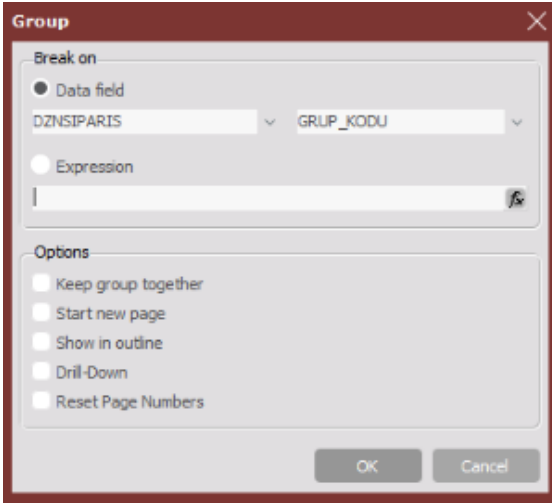 Group
Break on
Data field
DZNSIPARIS GRUP_KODU
Expression
fx
Options
Keep group together
Start new page
Show in outline
Drill-Down
Reset Page Numbers
OK Cancel